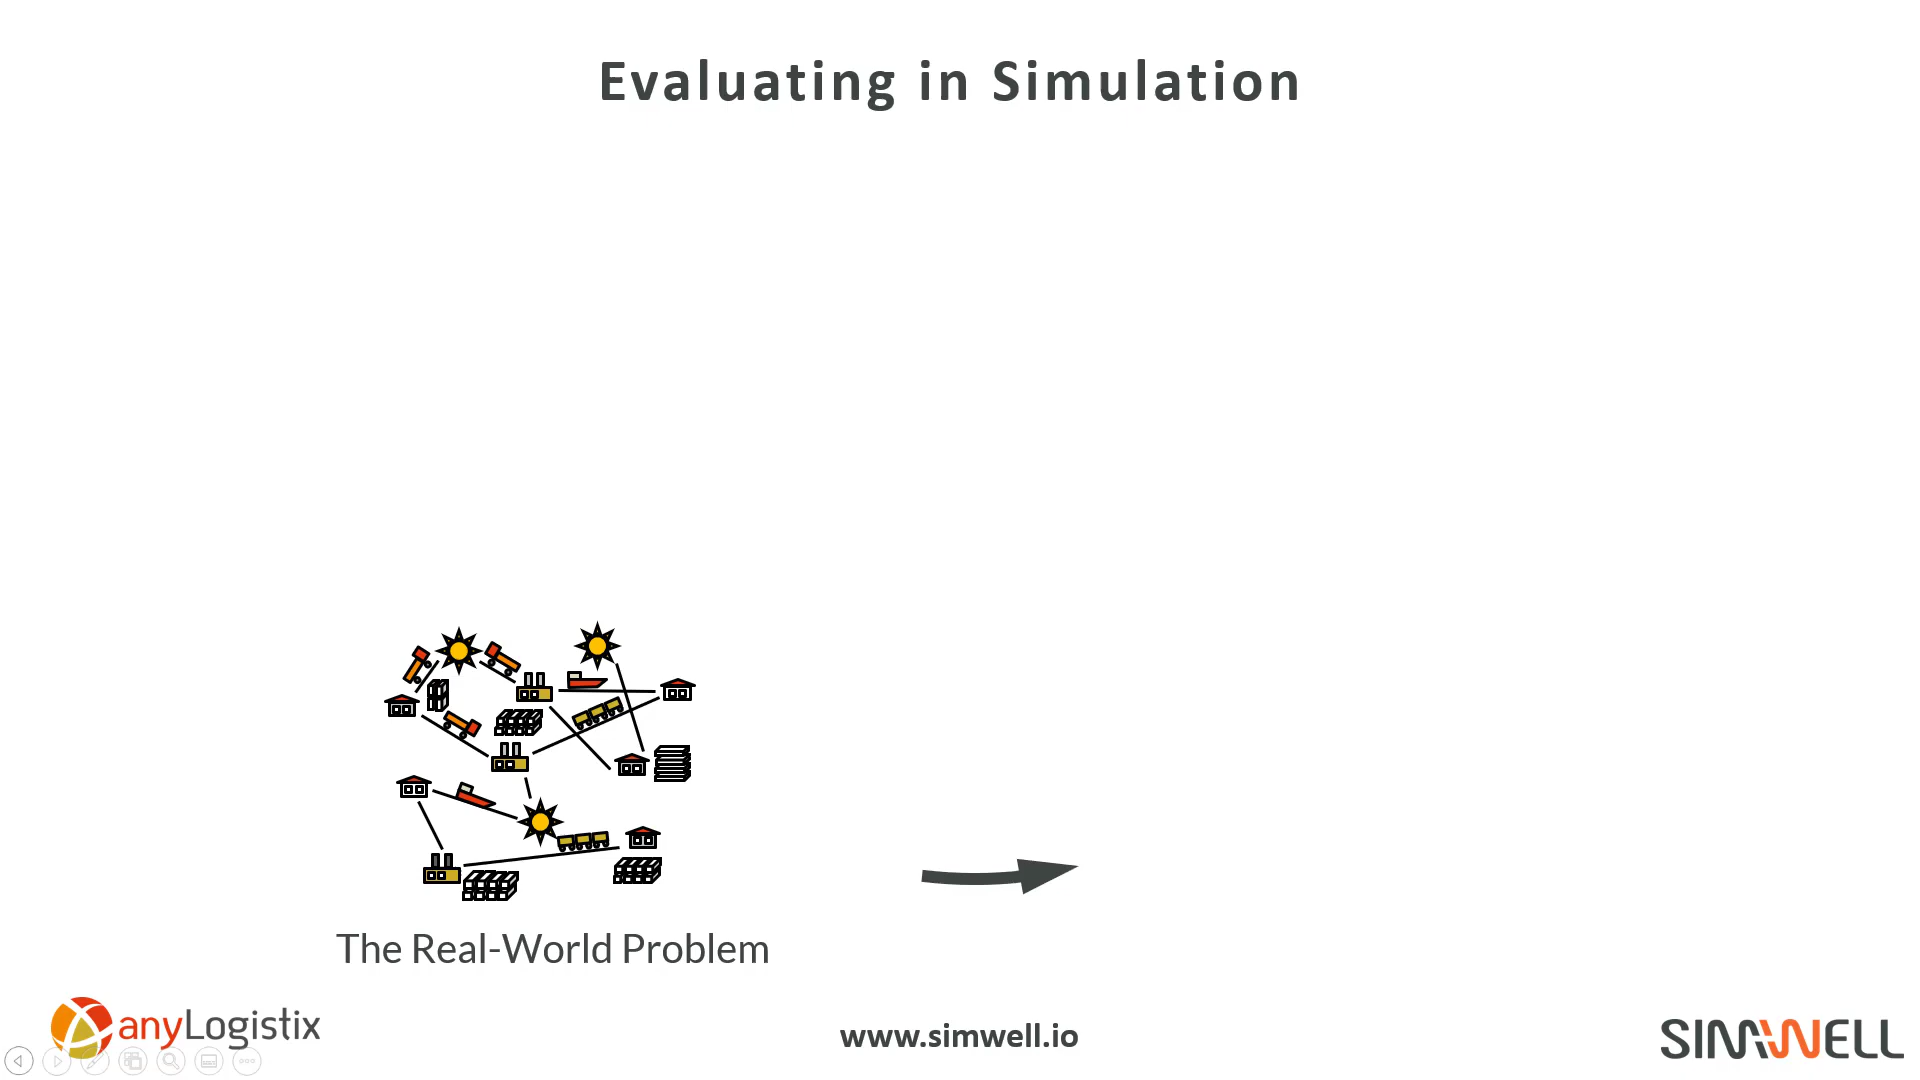 Evaluating in Simulation
The Real-World Problem
anyLogistix
www.simwell.io
SIMWELL